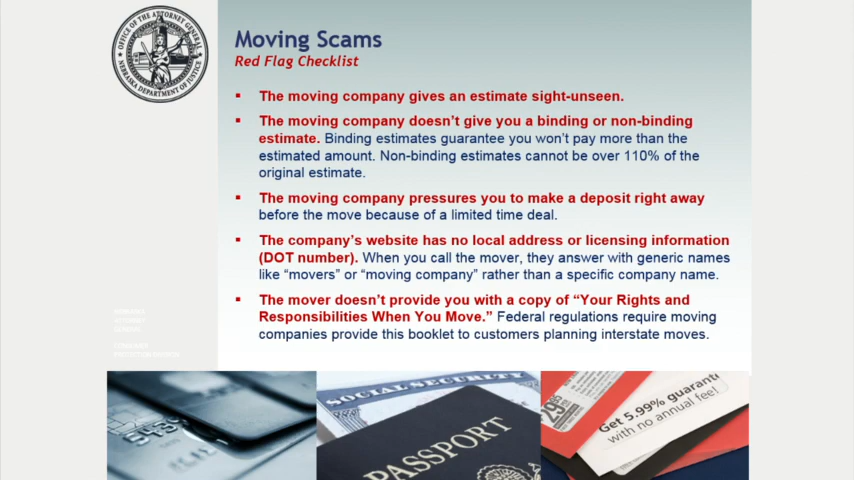 OFFICE OF THE ATTORNEY GENERAL
NEBRASKA DEPARTMENT OF JUSTICE
Moving Scams
Red Flag Checklist
▪ The moving company gives an estimate sight-unseen.
▪ The moving company doesn't give you a binding or non-binding
estimate. Binding estimates guarantee you won't pay more than the
estimated amount. Non-binding estimates cannot be over 110% of the
original estimate.
▪ The moving company pressures you to make a deposit right away
before the move because of a limited time deal.
▪ The company's website has no local address or licensing information
(DOT number). When you call the mover, they answer with generic names
like "movers" or "moving company" rather than a specific company name.
▪ The mover doesn't provide you with a copy of "Your Rights and
Responsibilities When You Move." Federal regulations require moving
companies provide this booklet to customers planning interstate moves.
SOCIAL SECURITY
PASSPORT
Get 5.99% guarant
with no annual fee!